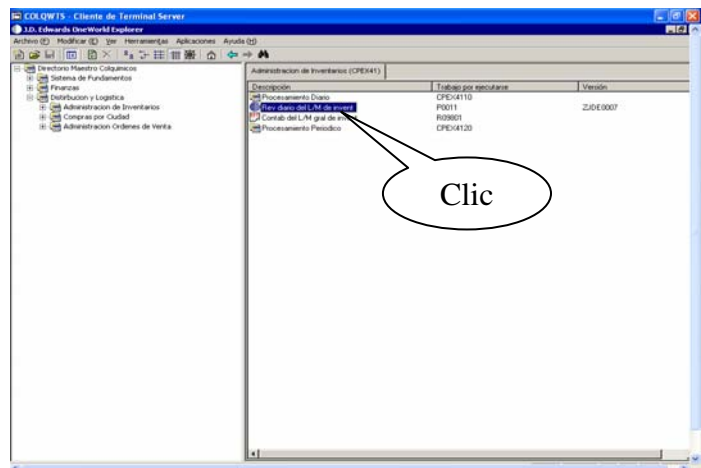 COLQWTS - Cliente de Terminal Server
J.D. Edwards OneWorld Explorer
Archivo (F) Modificar (E) Ver Herramientas Aplicaciones Ayuda (H)
Directorio Maestro Colquimicos
Sistema de Fundamentos
Finanzas
Distribucion y Logistica
Administracion de Inventarios
Compras por Ciudad
Administracion Ordenes de Venta
Administracion de Inventarios (CPEX41)
Descripción Trabajo por ejecutarse Versión
Procesamiento Diario CPEX4110
Rev diario del L/M de invent P0011 ZJDE0007
Contab del L/M gral de invent R09801
Procesamiento Periodico CPEX4120
Clic